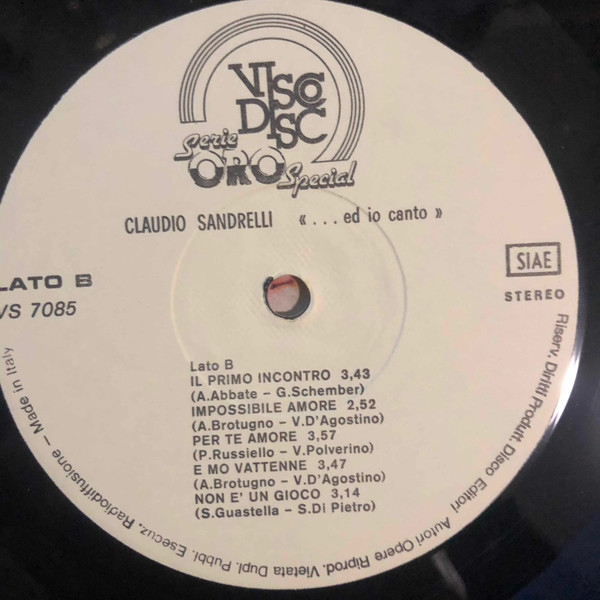 VISCO
DISC
Serie
ORO Special
CLAUDIO SANDRELLI « . . . ed io canto »
SIAE
STEREO
LATO B
VS 7085
Lato B
IL PRIMO INCONTRO 3,43
(A.Abbate - G.Schember)
IMPOSSIBILE AMORE 2,52
(A.Brotugno - V.D'Agostino)
PER TE AMORE 3,57
(P.Russiello - V.Polverino)
E MO VATTENNE 3,47
(A.Brotugno - V.D'Agostino)
NON E' UN GIOCO 3,14
(S.Guastella - S.Di Pietro)
Riserv. Diritti Produtt. Disco Editori Autori Opere Riprod. Vietata Dupl. Pubbl. Esecuz. Radiodiffusione - Made in Italy